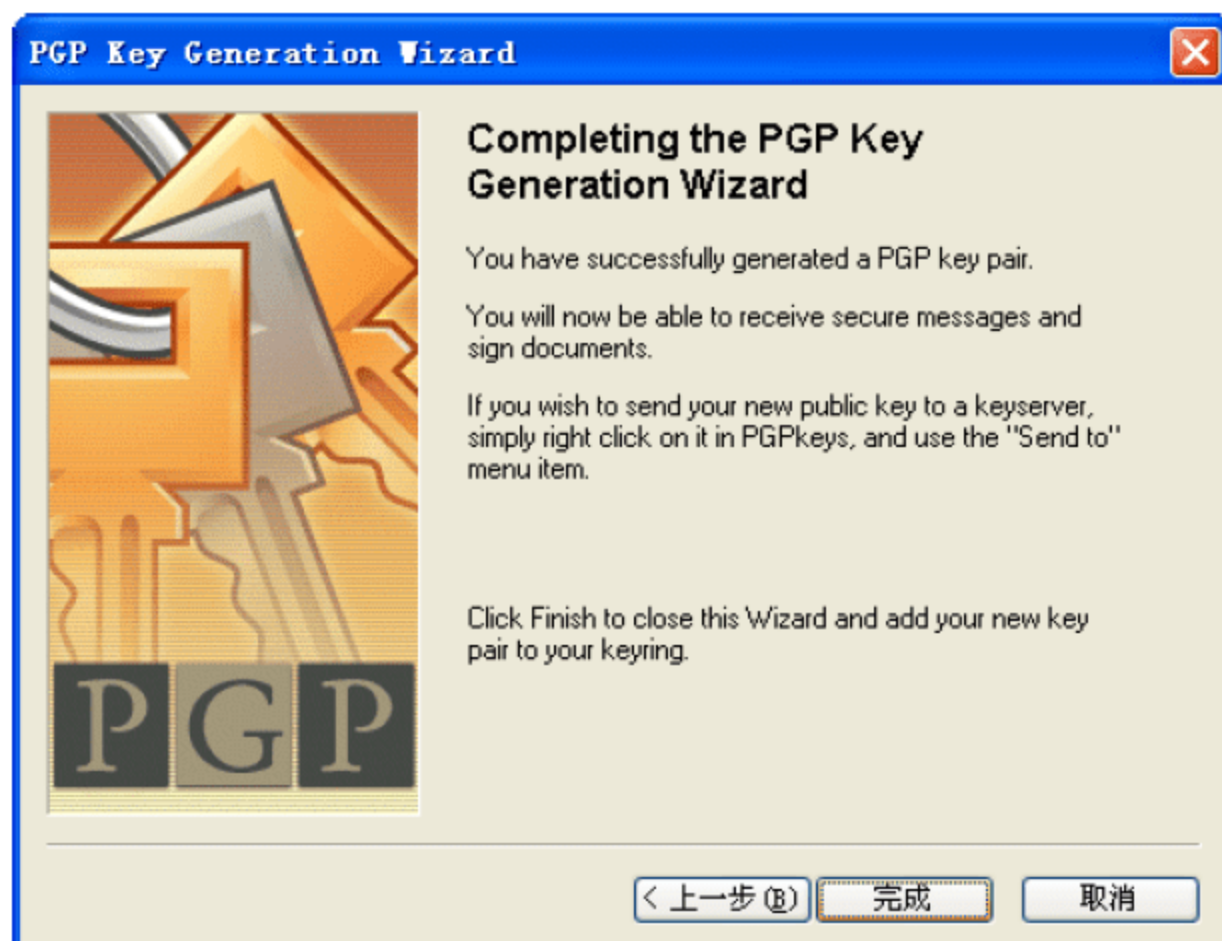 PGP Key Generation Wizard
Completing the PGP Key
Generation Wizard
You have successfully generated a PGP key pair.
You will now be able to receive secure messages and
sign documents.
If you wish to send your new public key to a keyserver,
simply right click on it in PGPkeys, and use the "Send to"
menu item.
Click Finish to close this Wizard and add your new key
pair to your keyring.
PGP
< 上一步(B)
完成
取消